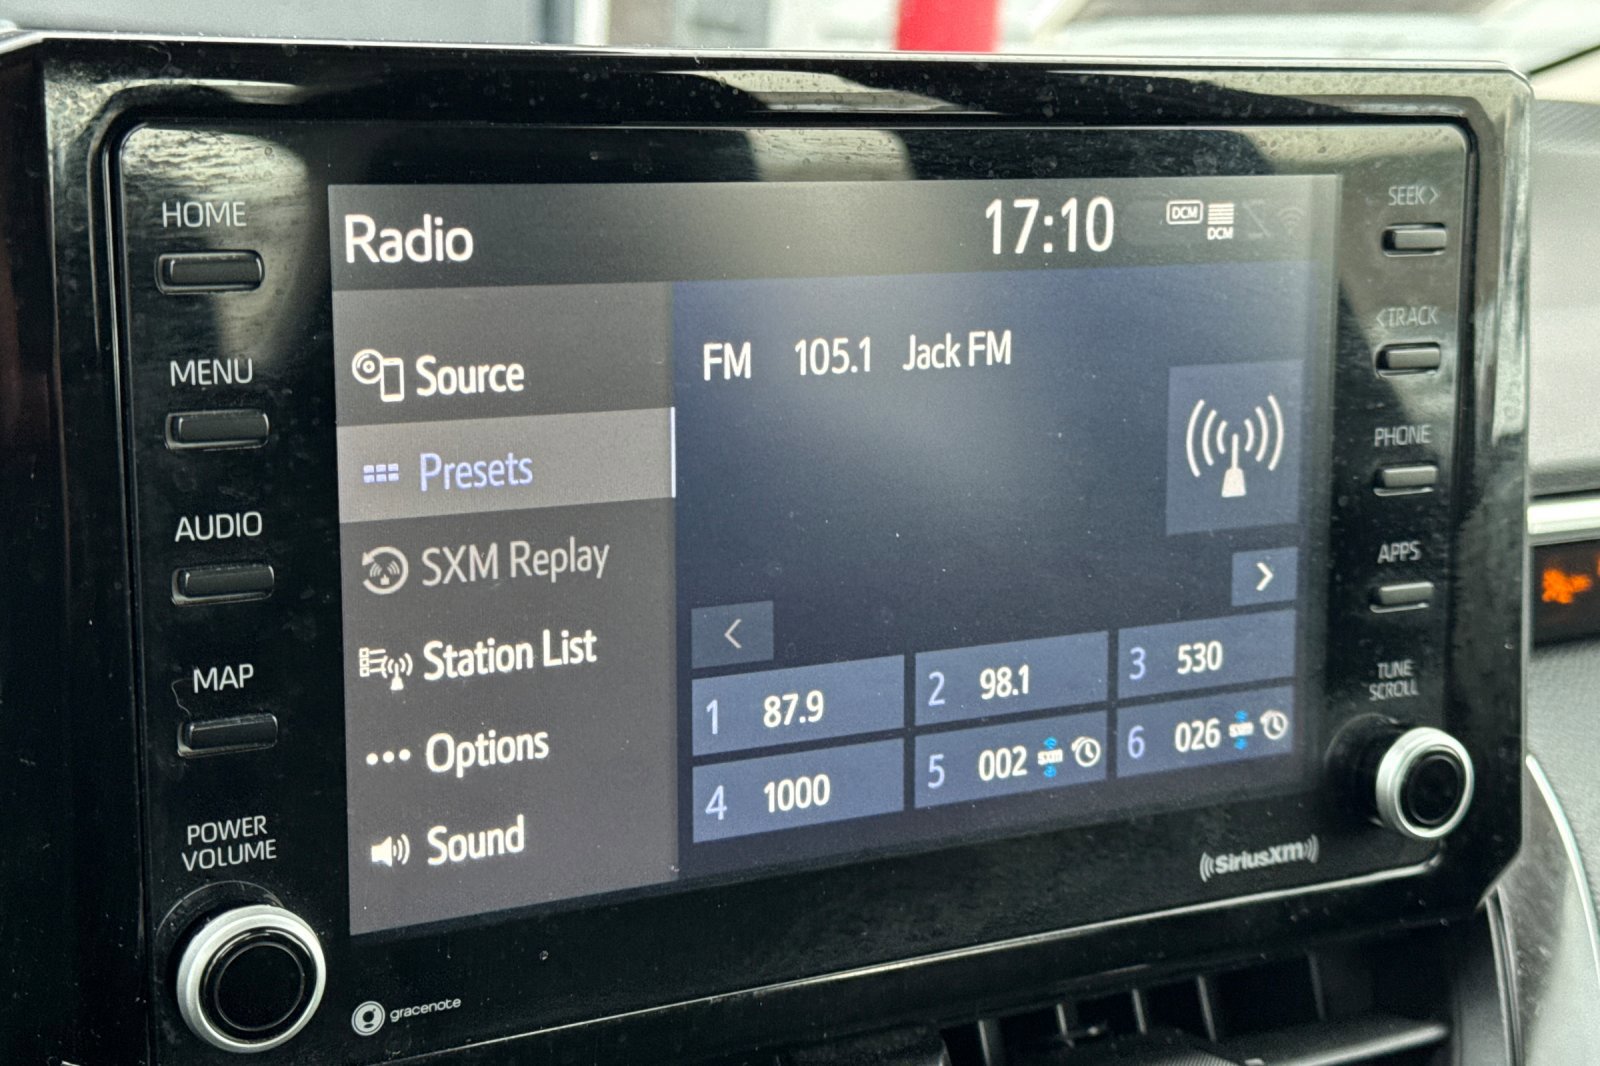 HOME
MENU
AUDIO
MAP
POWER
VOLUME
Radio
17:10
DCM
DCM
Source
Presets
SXM Replay
Station List
Options
Sound
FM 105.1 Jack FM
<
>
1 87.9
2 98.1
3 530
4 1000
5 002 sxm
6 026 sxm
SEEK>
<TRACK
PHONE
APPS
TUNE
SCROLL
SiriusXM
gracenote